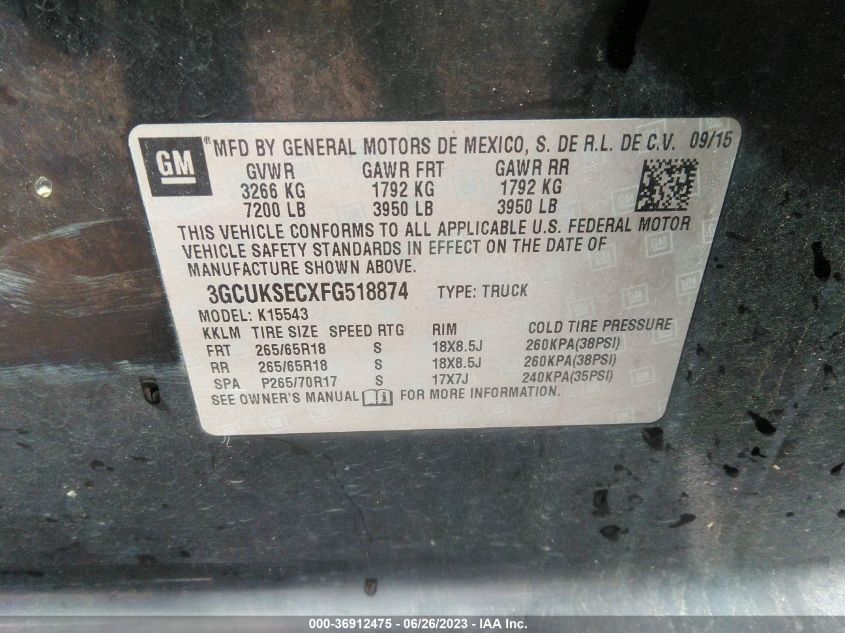 GM ® MFD BY GENERAL MOTORS DE MEXICO, S. DE R.L. DE C.V. 09/15
GVWR GAWR FRT GAWR RR
3266 KG 1792 KG 1792 KG
7200 LB 3950 LB 3950 LB
THIS VEHICLE CONFORMS TO ALL APPLICABLE U.S. FEDERAL MOTOR
VEHICLE SAFETY STANDARDS IN EFFECT ON THE DATE OF
MANUFACTURE SHOWN ABOVE.
3GCUKSECXFG518874 TYPE: TRUCK
MODEL: K15543
KKLM TIRE SIZE SPEED RTG RIM COLD TIRE PRESSURE
FRT 265/65R18 S 18X8.5J 260KPA(38PSI)
RR 265/65R18 S 18X8.5J 260KPA(38PSI)
SPA P265/70R17 S 17X7J 240KPA(35PSI)
SEE OWNER'S MANUAL i FOR MORE INFORMATION.
000-36912475 - 06/26/2023 - IAA Inc.